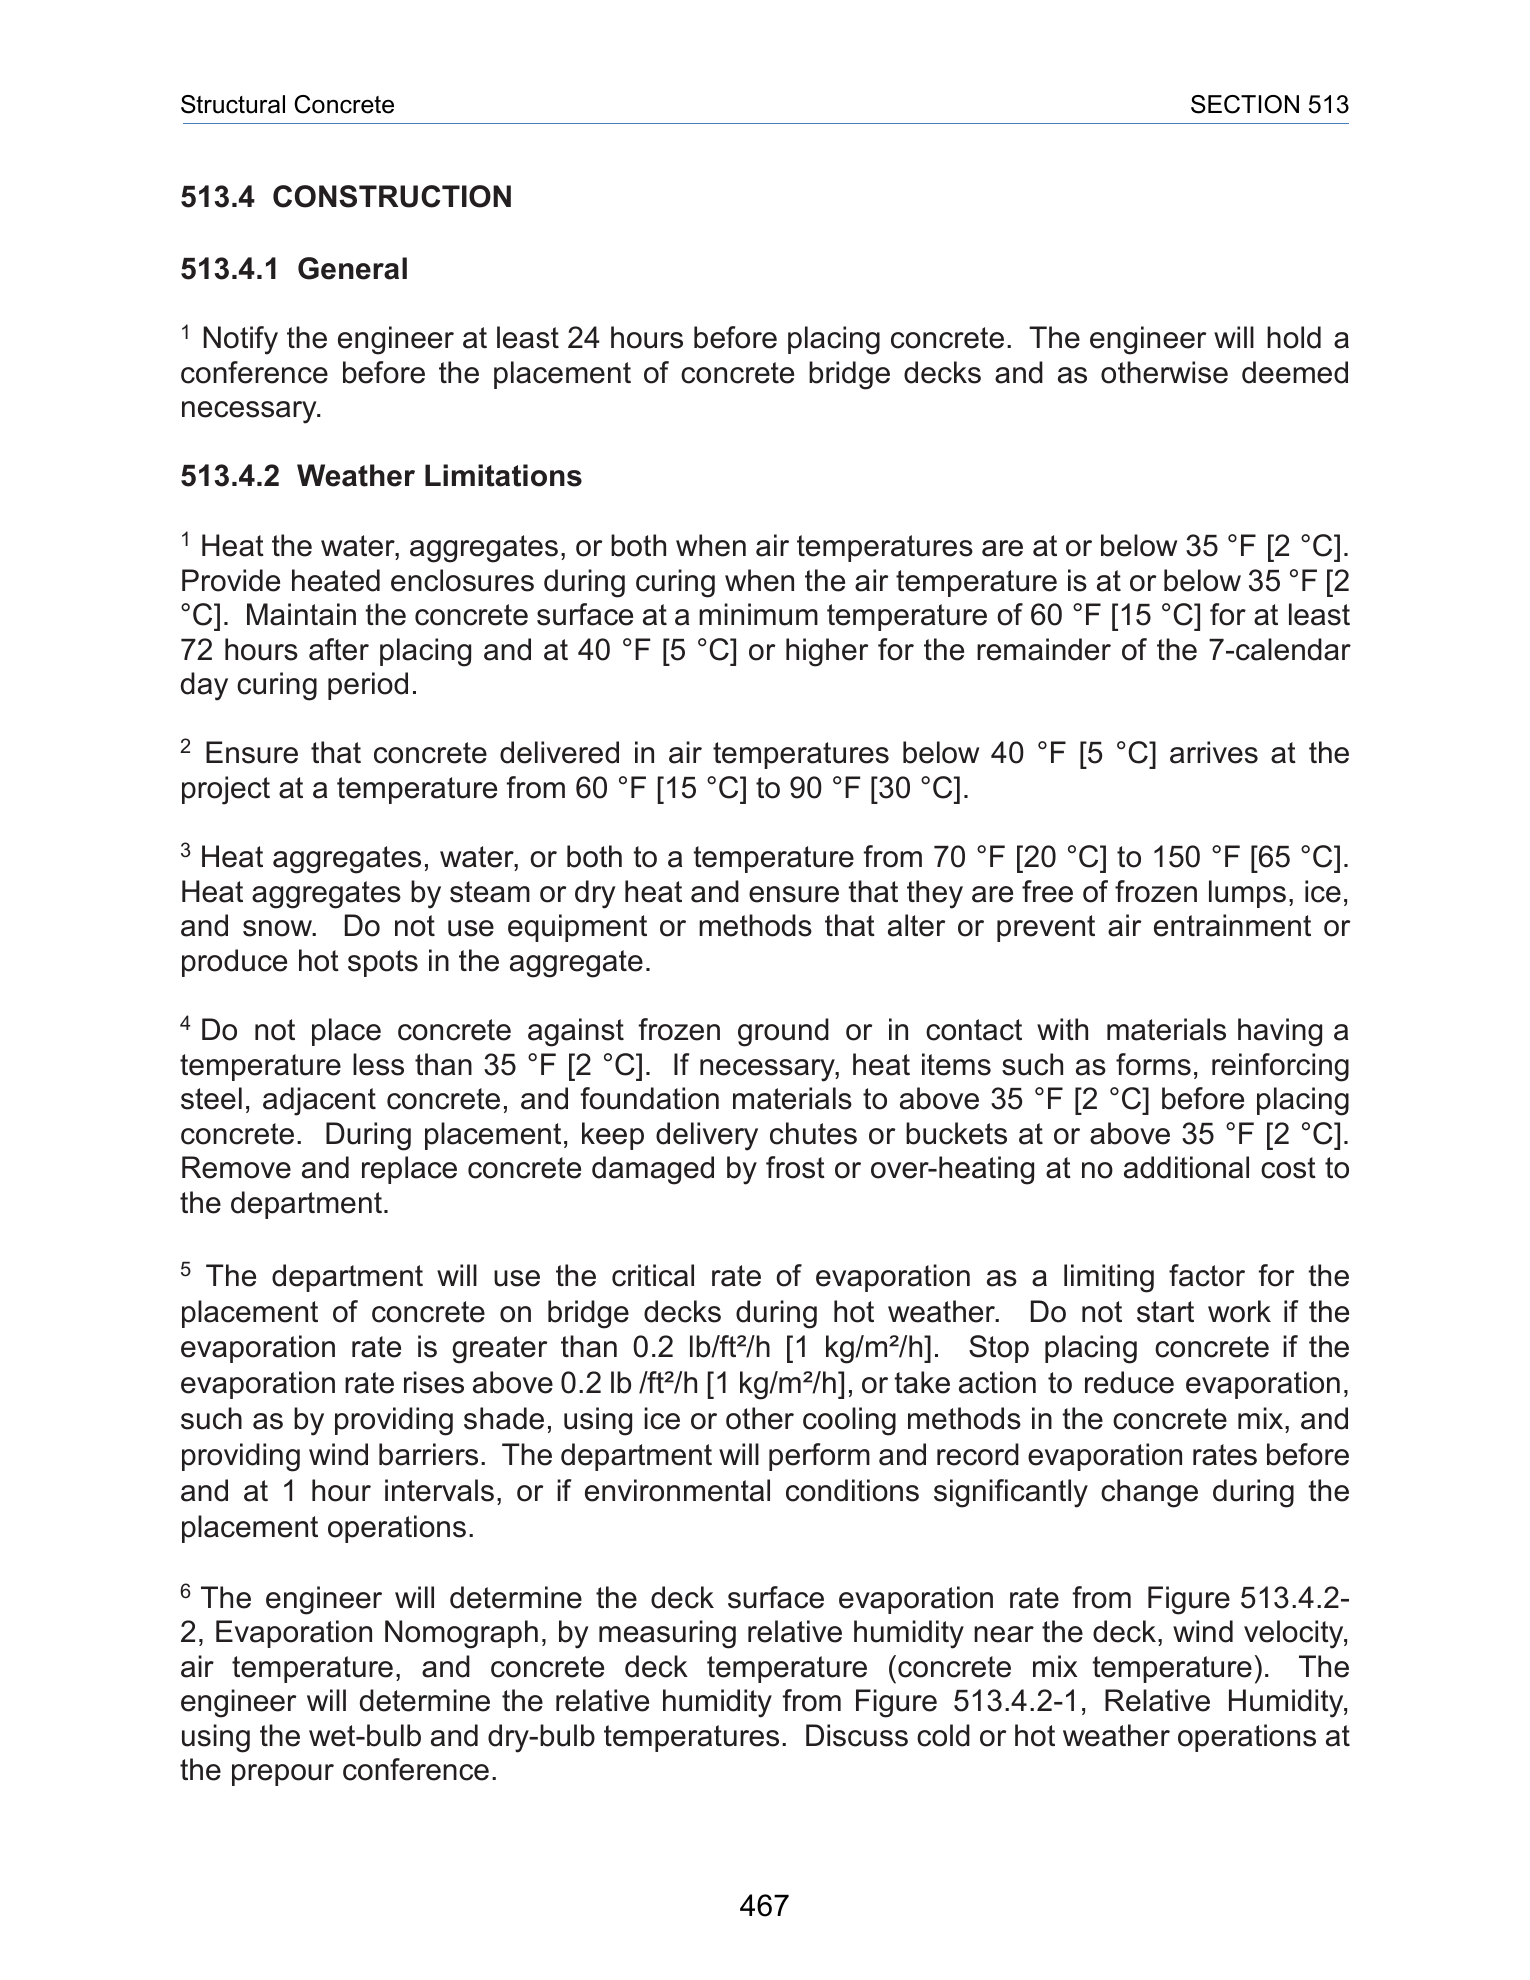 Structural Concrete SECTION 513
513.4 CONSTRUCTION
513.4.1 General
¹ Notify the engineer at least 24 hours before placing concrete. The engineer will hold a
conference before the placement of concrete bridge decks and as otherwise deemed
necessary.
513.4.2 Weather Limitations
¹ Heat the water, aggregates, or both when air temperatures are at or below 35 °F [2 °C].
Provide heated enclosures during curing when the air temperature is at or below 35 °F [2
°C]. Maintain the concrete surface at a minimum temperature of 60 °F [15 °C] for at least
72 hours after placing and at 40 °F [5 °C] or higher for the remainder of the 7-calendar
day curing period.
² Ensure that concrete delivered in air temperatures below 40 °F [5 °C] arrives at the
project at a temperature from 60 °F [15 °C] to 90 °F [30 °C].
³ Heat aggregates, water, or both to a temperature from 70 °F [20 °C] to 150 °F [65 °C].
Heat aggregates by steam or dry heat and ensure that they are free of frozen lumps, ice,
and snow. Do not use equipment or methods that alter or prevent air entrainment or
produce hot spots in the aggregate.
⁴ Do not place concrete against frozen ground or in contact with materials having a
temperature less than 35 °F [2 °C]. If necessary, heat items such as forms, reinforcing
steel, adjacent concrete, and foundation materials to above 35 °F [2 °C] before placing
concrete. During placement, keep delivery chutes or buckets at or above 35 °F [2 °C].
Remove and replace concrete damaged by frost or over-heating at no additional cost to
the department.
⁵ The department will use the critical rate of evaporation as a limiting factor for the
placement of concrete on bridge decks during hot weather. Do not start work if the
evaporation rate is greater than 0.2 lb/ft²/h [1 kg/m²/h]. Stop placing concrete if the
evaporation rate rises above 0.2 lb /ft²/h [1 kg/m²/h], or take action to reduce evaporation,
such as by providing shade, using ice or other cooling methods in the concrete mix, and
providing wind barriers. The department will perform and record evaporation rates before
and at 1 hour intervals, or if environmental conditions significantly change during the
placement operations.
⁶ The engineer will determine the deck surface evaporation rate from Figure 513.4.2-
2, Evaporation Nomograph, by measuring relative humidity near the deck, wind velocity,
air temperature, and concrete deck temperature (concrete mix temperature). The
engineer will determine the relative humidity from Figure 513.4.2-1, Relative Humidity,
using the wet-bulb and dry-bulb temperatures. Discuss cold or hot weather operations at
the prepour conference.
467